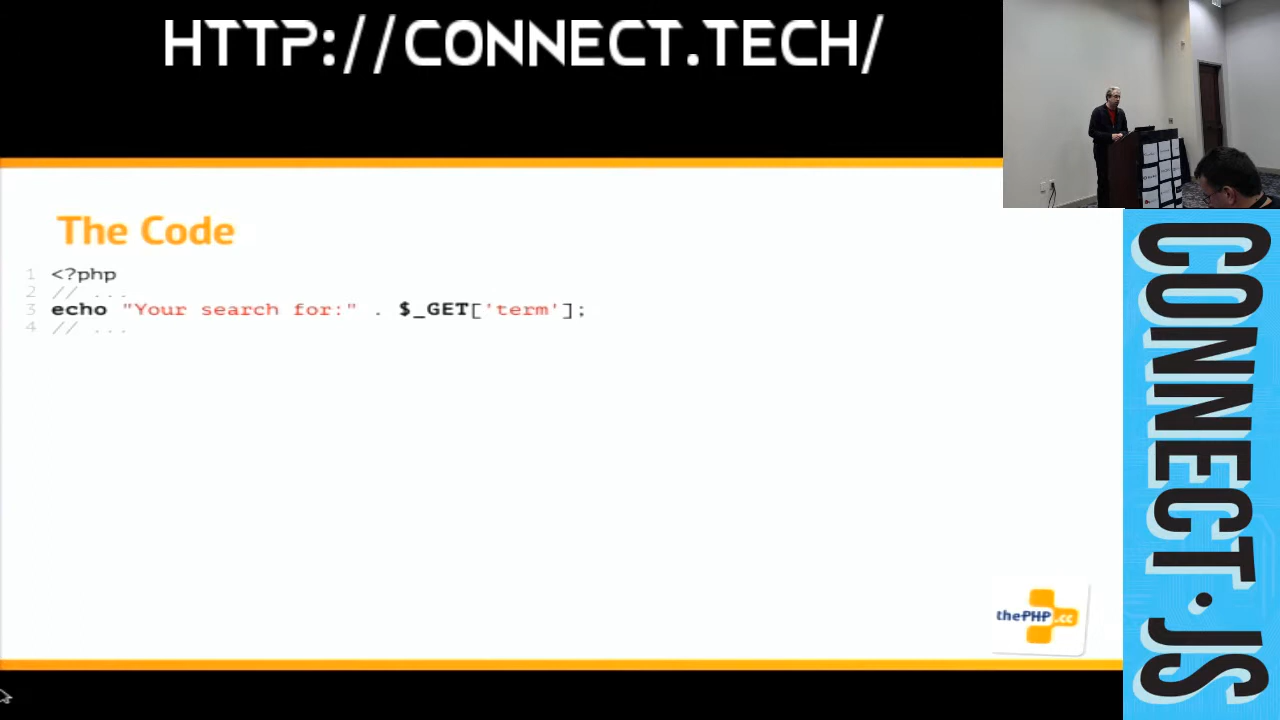 HTTP://CONNECT.TECH/
The Code
1 <?php
2 // ...
3 echo "Your search for:" . $_GET['term'];
4 // ...
thePHP.cc
CONNECT.JS